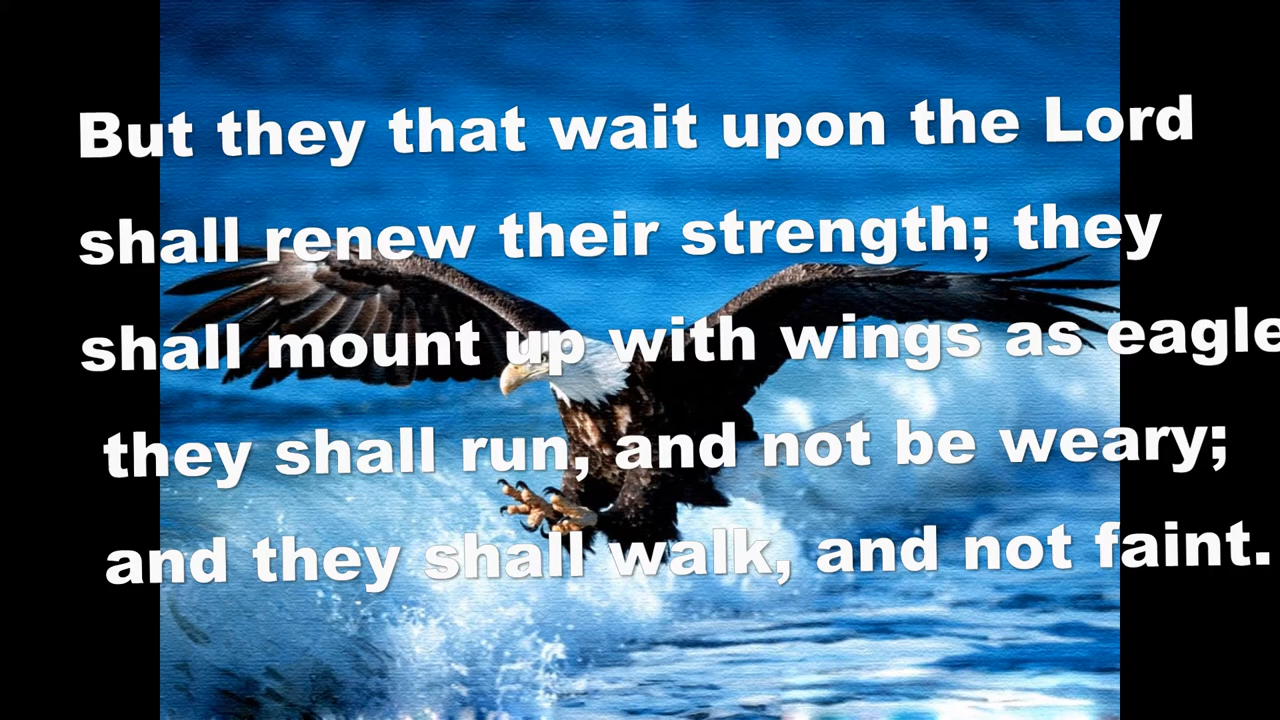 But they that wait upon the Lord
shall renew their strength; they
shall mount up with wings as eagle
they shall run, and not be weary;
and they shall walk, and not faint.